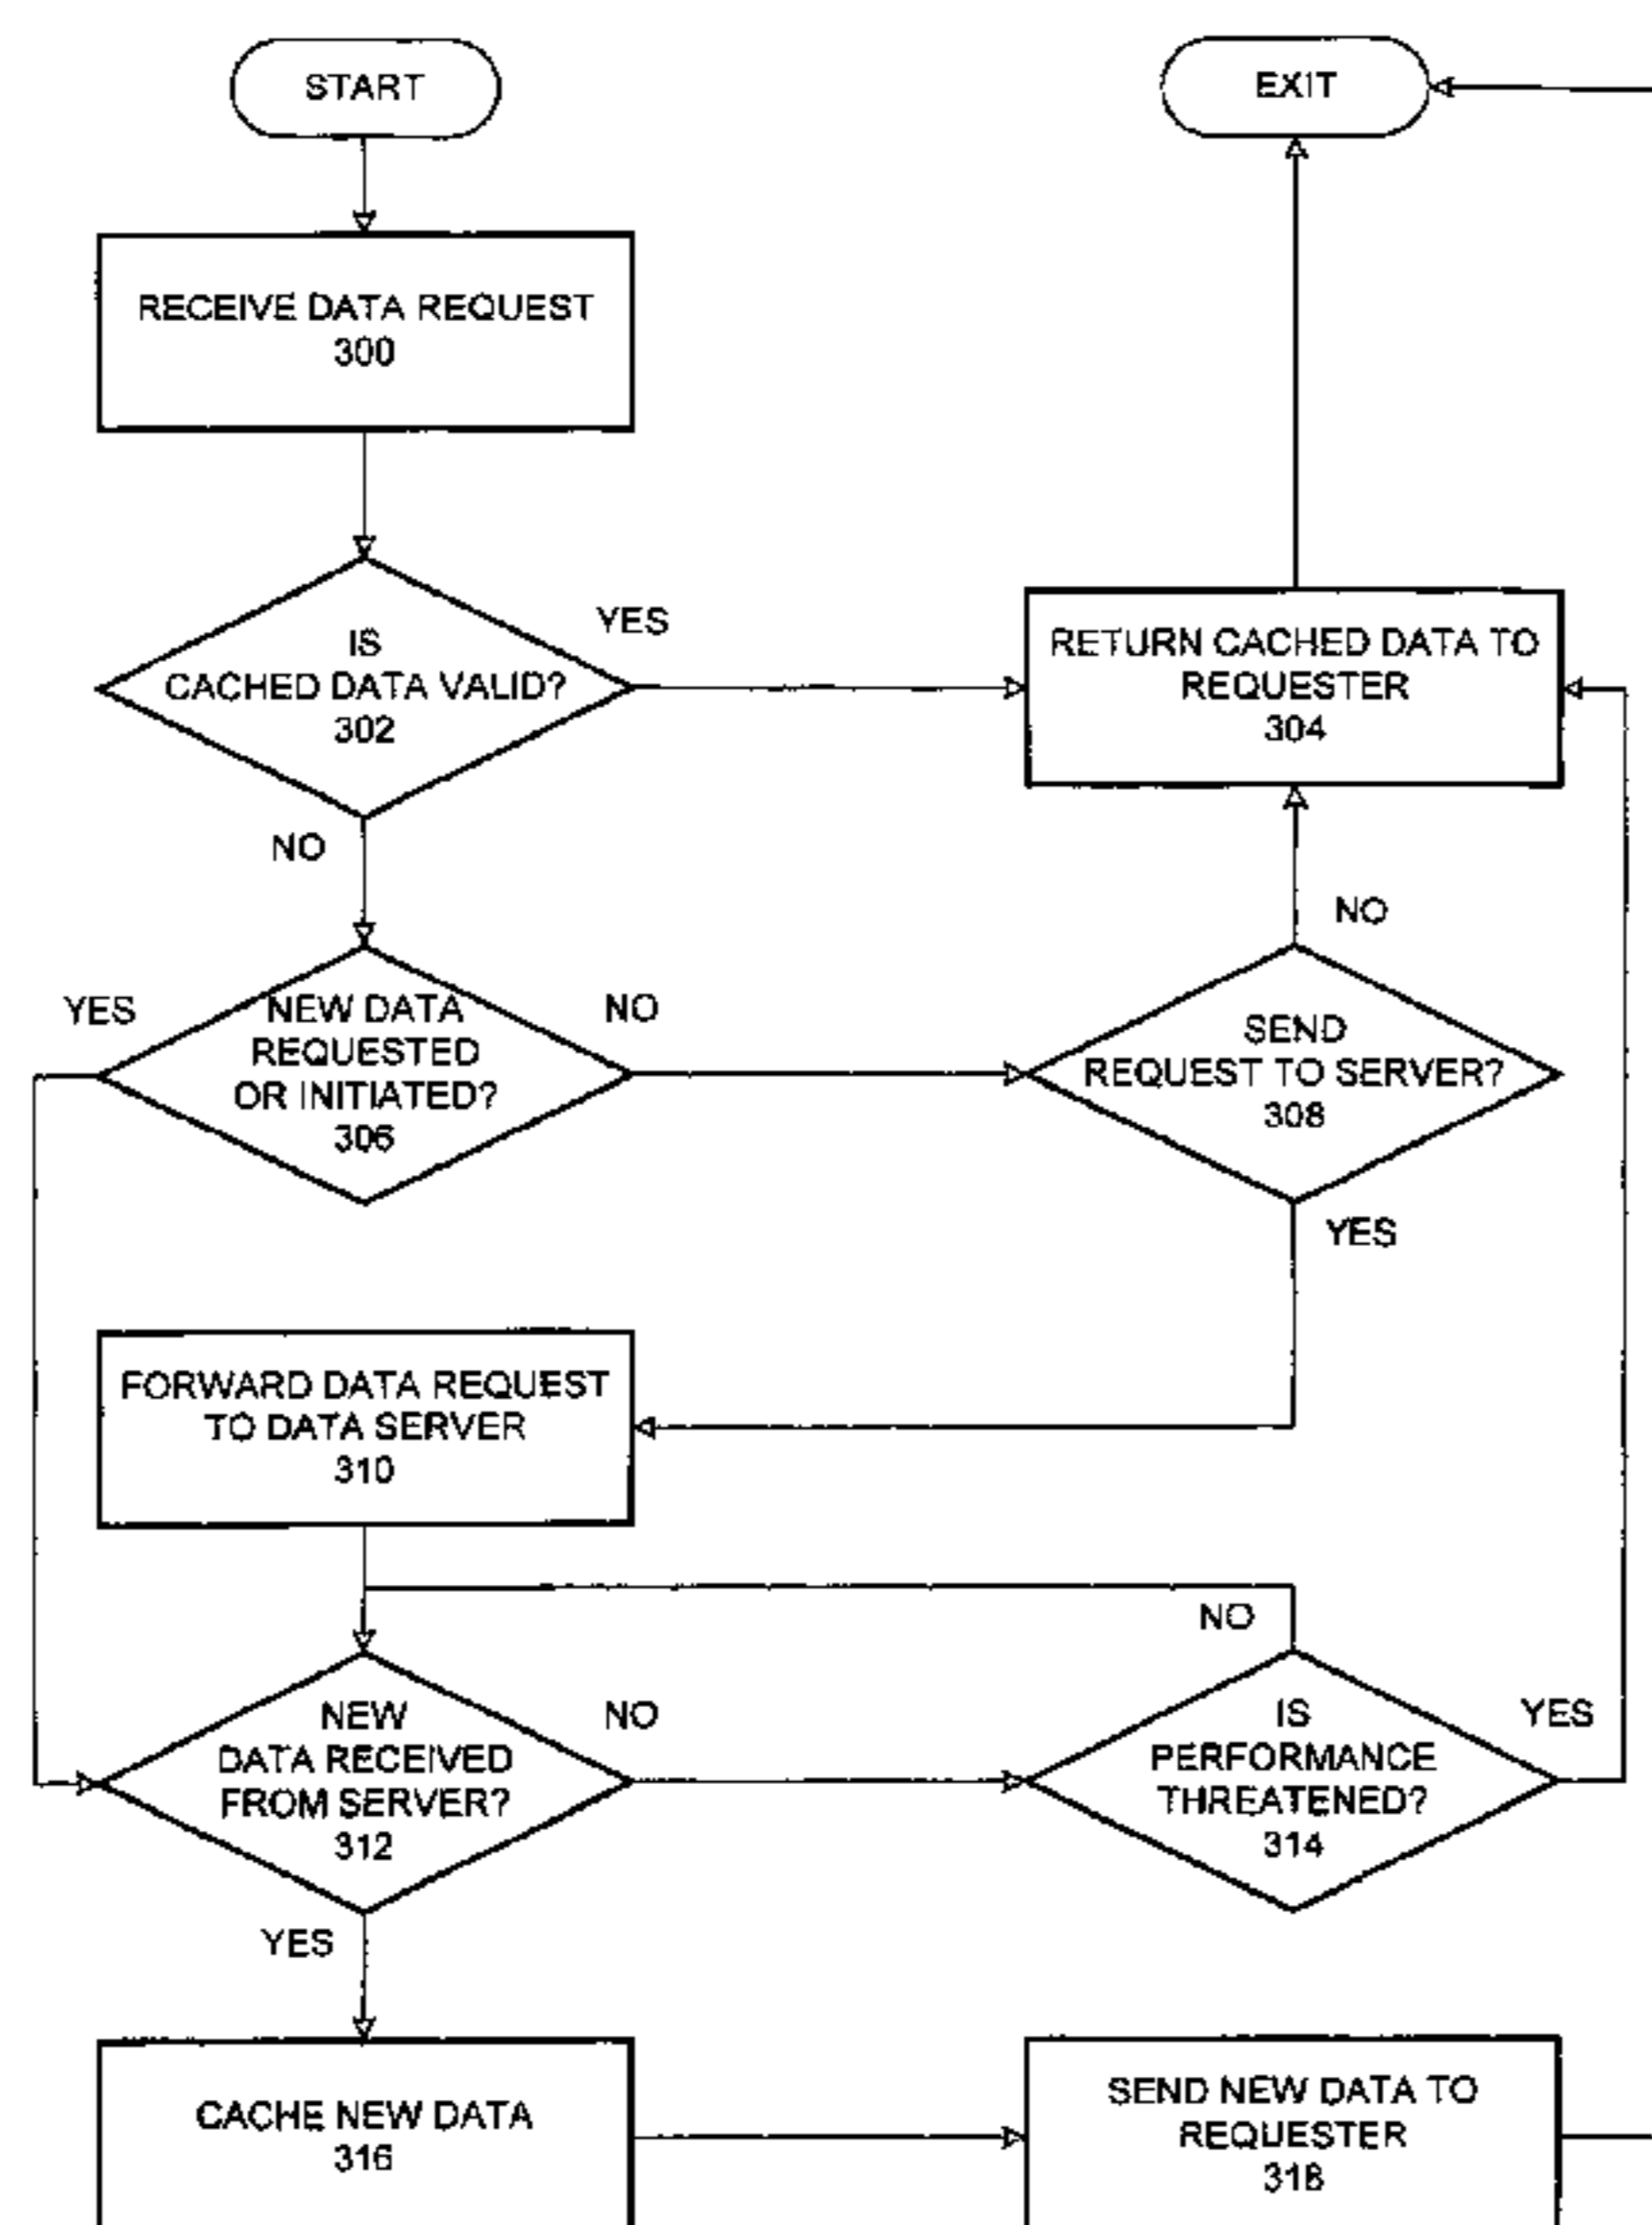 START
EXIT
RECEIVE DATA REQUEST
300
IS
CACHED DATA VALID?
302
YES
NO
RETURN CACHED DATA TO
REQUESTER
304
NEW DATA
REQUESTED
OR INITIATED?
306
YES
NO
SEND
REQUEST TO SERVER?
308
NO
YES
FORWARD DATA REQUEST
TO DATA SERVER
310
NEW
DATA RECEIVED
FROM SERVER?
312
NO
YES
IS
PERFORMANCE
THREATENED?
314
NO
YES
CACHE NEW DATA
316
SEND NEW DATA TO
REQUESTER
318